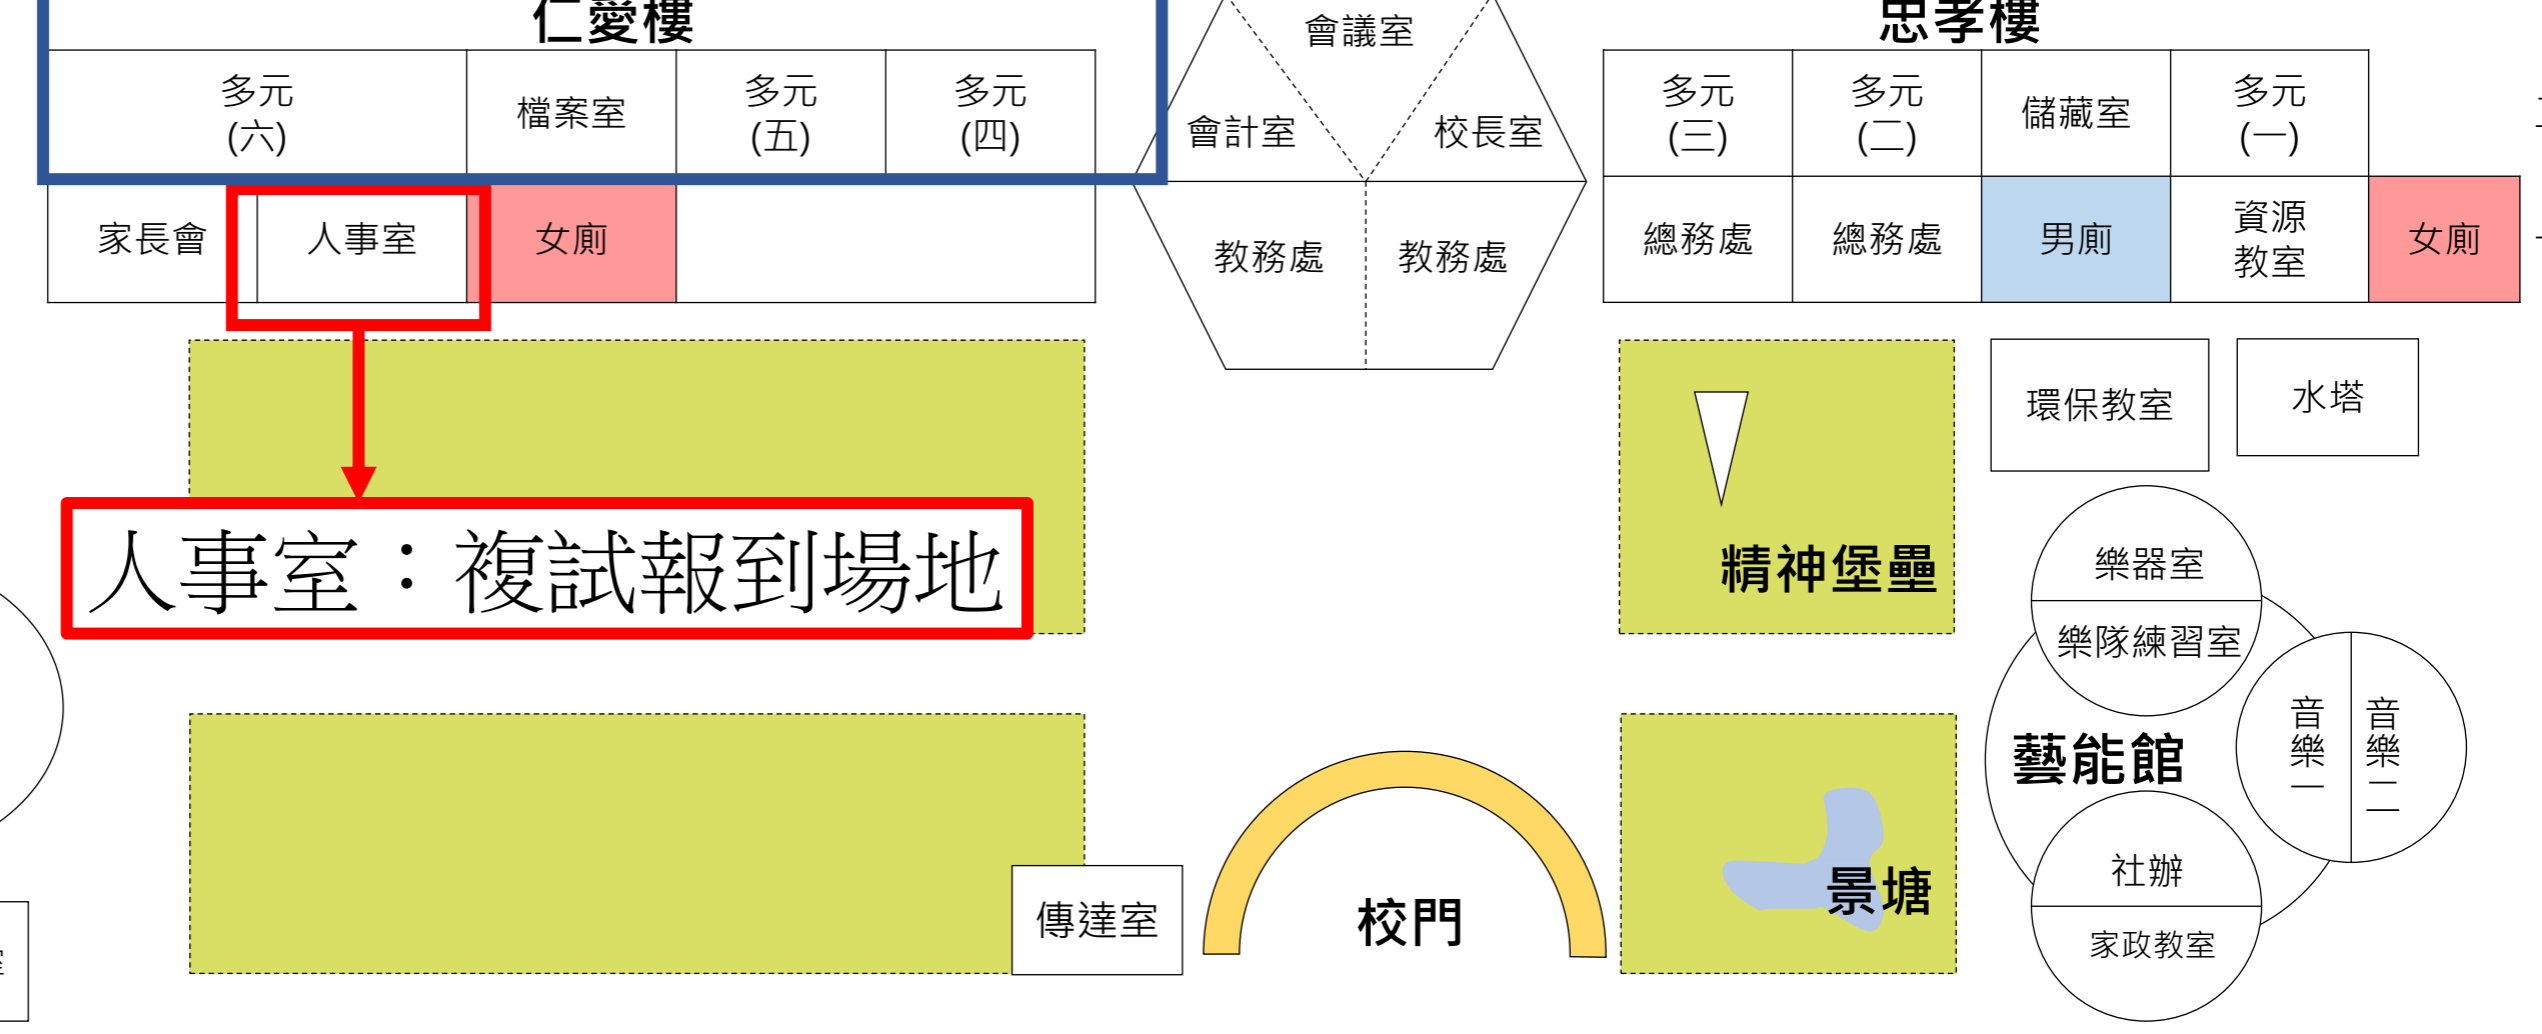 仁愛樓
會議室
忠孝樓
多元
(六)
檔案室
多元
(五)
多元
(四)
會計室
校長室
多元
(三)
多元
(二)
儲藏室
多元
(一)
家長會
人事室
女廁
教務處
教務處
總務處
總務處
男廁
資源
教室
女廁
環保教室
水塔
人事室：複試報到場地
精神堡壘
樂器室
樂隊練習室
音樂一
音樂二
藝能館
社辦
家政教室
景塘
校門
傳達室